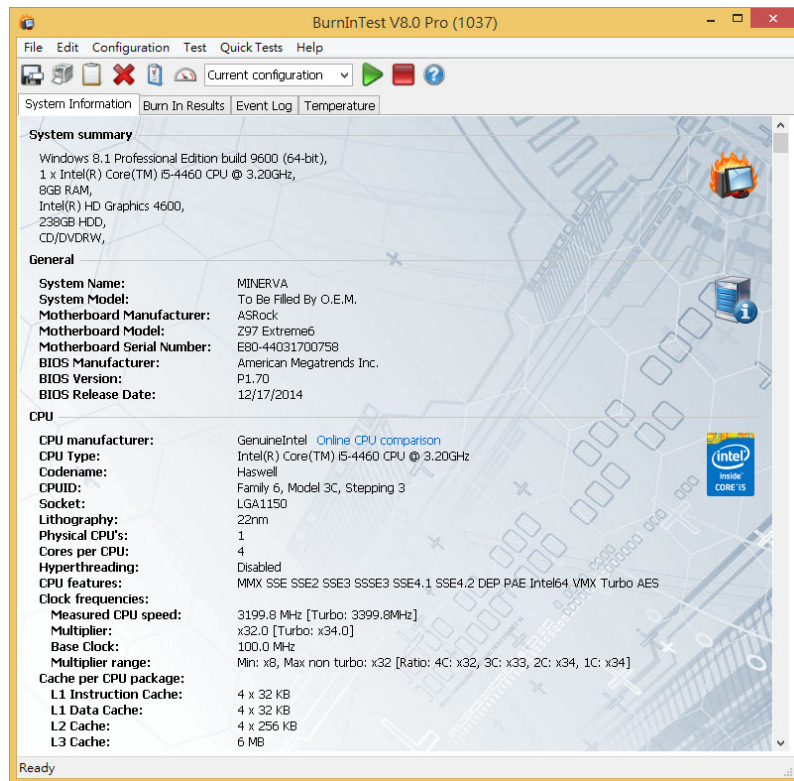 BurnInTest V8.0 Pro (1037)
File Edit Configuration Test Quick Tests Help
Current configuration
System Information Burn In Results Event Log Temperature
System summary
Windows 8.1 Professional Edition build 9600 (64-bit),
1 x Intel(R) Core(TM) i5-4460 CPU @ 3.20GHz,
8GB RAM,
Intel(R) HD Graphics 4600,
238GB HDD,
CD/DVDRW,
General
System Name: MINERVA
System Model: To Be Filled By O.E.M.
Motherboard Manufacturer: ASRock
Motherboard Model: Z97 Extreme6
Motherboard Serial Number: E80-44031700758
BIOS Manufacturer: American Megatrends Inc.
BIOS Version: P1.70
BIOS Release Date: 12/17/2014
CPU
CPU manufacturer: GenuineIntel Online CPU comparison
CPU Type: Intel(R) Core(TM) i5-4460 CPU @ 3.20GHz
Codename: Haswell
CPUID: Family 6, Model 3C, Stepping 3
Socket: LGA1150
Lithography: 22nm
Physical CPU's: 1
Cores per CPU: 4
Hyperthreading: Disabled
CPU features: MMX SSE SSE2 SSE3 SSSE3 SSE4.1 SSE4.2 DEP PAE Intel64 VMX Turbo AES
Clock frequencies:
Measured CPU speed: 3199.8 MHz [Turbo: 3399.8MHz]
Multiplier: x32.0 [Turbo: x34.0]
Base Clock: 100.0 MHz
Multiplier range: Min: x8, Max non turbo: x32 [Ratio: 4C: x32, 3C: x33, 2C: x34, 1C: x34]
Cache per CPU package:
L1 Instruction Cache: 4 x 32 KB
L1 Data Cache: 4 x 32 KB
L2 Cache: 4 x 256 KB
L3 Cache: 6 MB
intel
inside
CORE i5
Ready